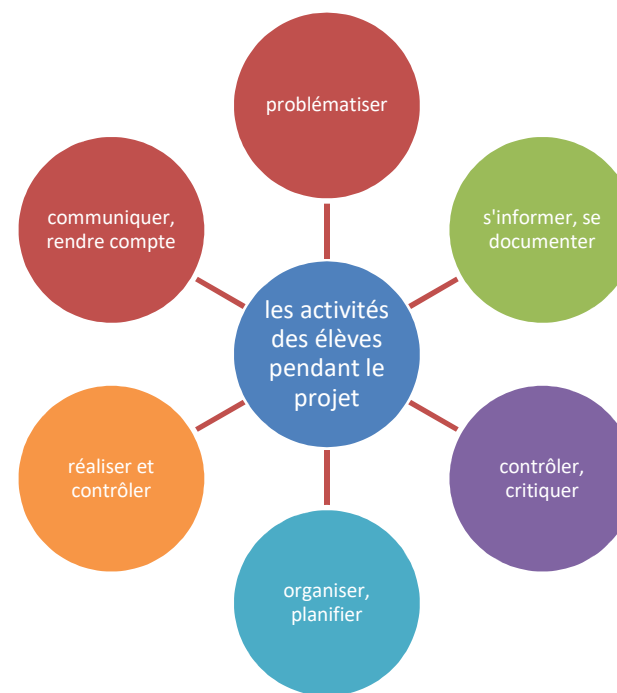 problématiser
s'informer, se
documenter
contrôler,
critiquer
organiser,
planifier
réaliser et
contrôler
communiquer,
rendre compte
les activités
des élèves
pendant le
projet